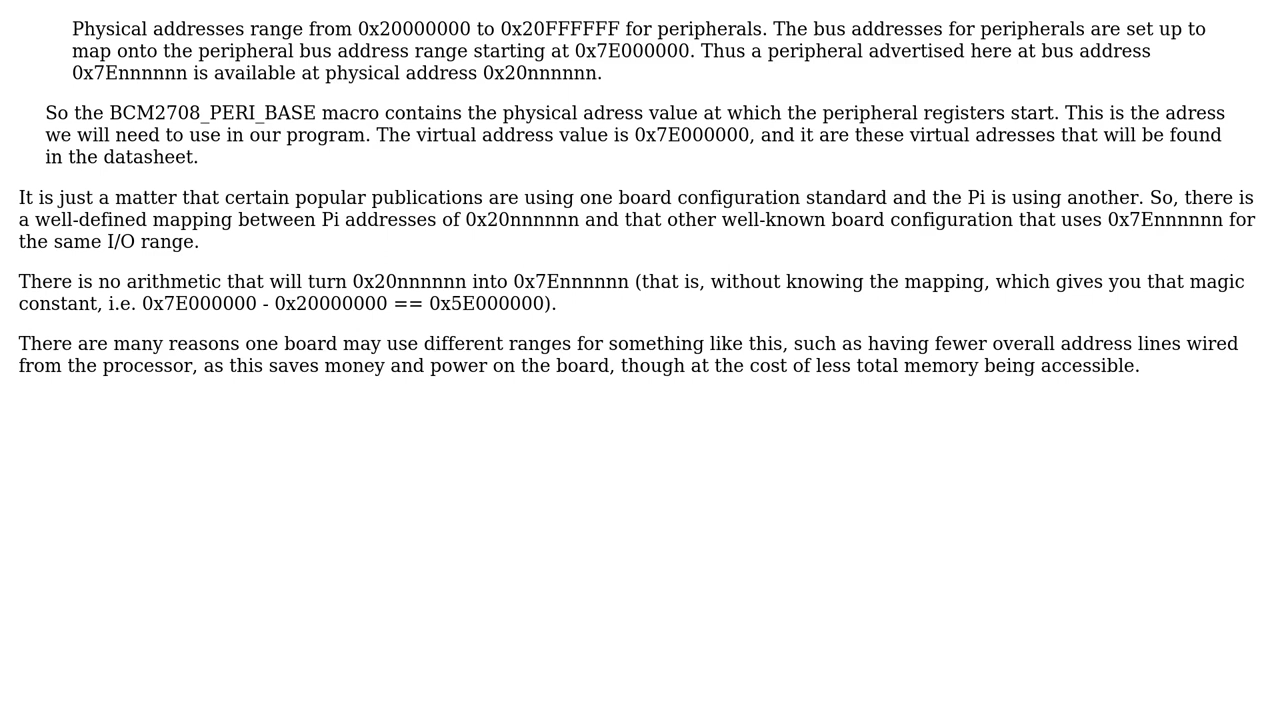 Physical addresses range from 0x20000000 to 0x20FFFFFF for peripherals. The bus addresses for peripherals are set up to
map onto the peripheral bus address range starting at 0x7E000000. Thus a peripheral advertised here at bus address
0x7Ennnnnn is available at physical address 0x20nnnnnn.
So the BCM2708_PERI_BASE macro contains the physical adress value at which the peripheral registers start. This is the adress
we will need to use in our program. The virtual address value is 0x7E000000, and it are these virtual adresses that will be found
in the datasheet.
It is just a matter that certain popular publications are using one board configuration standard and the Pi is using another. So, there is
a well-defined mapping between Pi addresses of 0x20nnnnnn and that other well-known board configuration that uses 0x7Ennnnnn for
the same I/O range.
There is no arithmetic that will turn 0x20nnnnnn into 0x7Ennnnnn (that is, without knowing the mapping, which gives you that magic
constant, i.e. 0x7E000000 - 0x20000000 == 0x5E000000).
There are many reasons one board may use different ranges for something like this, such as having fewer overall address lines wired
from the processor, as this saves money and power on the board, though at the cost of less total memory being accessible.